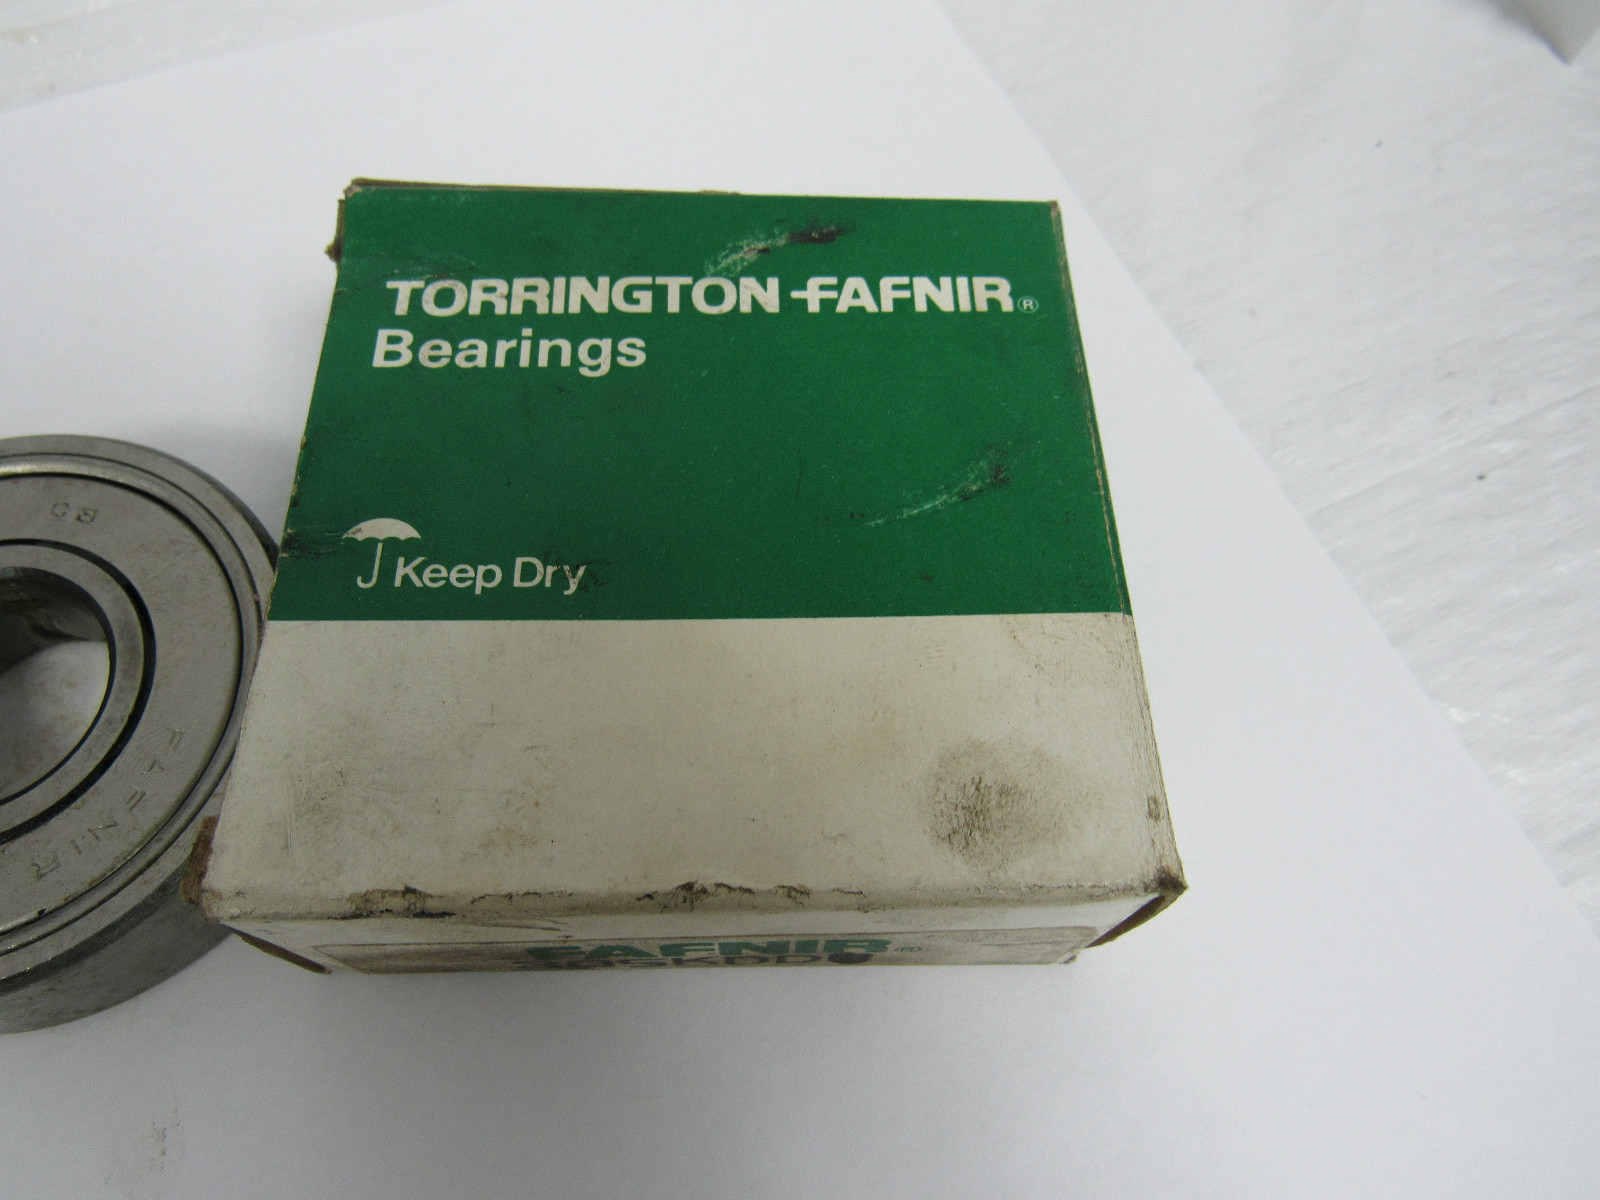 TORRINGTON FAFNIR®
Bearings
Keep Dry
FAFNIR®
FAFNIR